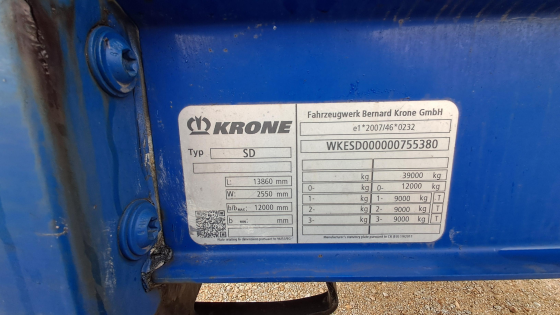 KRONE
Typ SD
L: 13860 mm
W: 2550 mm
12000 mm
b mm
Fahrzeugwerk Bernard Krone GmbH
e1*2007/46*0232
WKESD000000755380
kg 39000 kg
0- kg 0- 12000 kg
1- kg 1- 9000 kg T
2- kg 2- 9000 kg T
3- kg 3- 9000 kg T